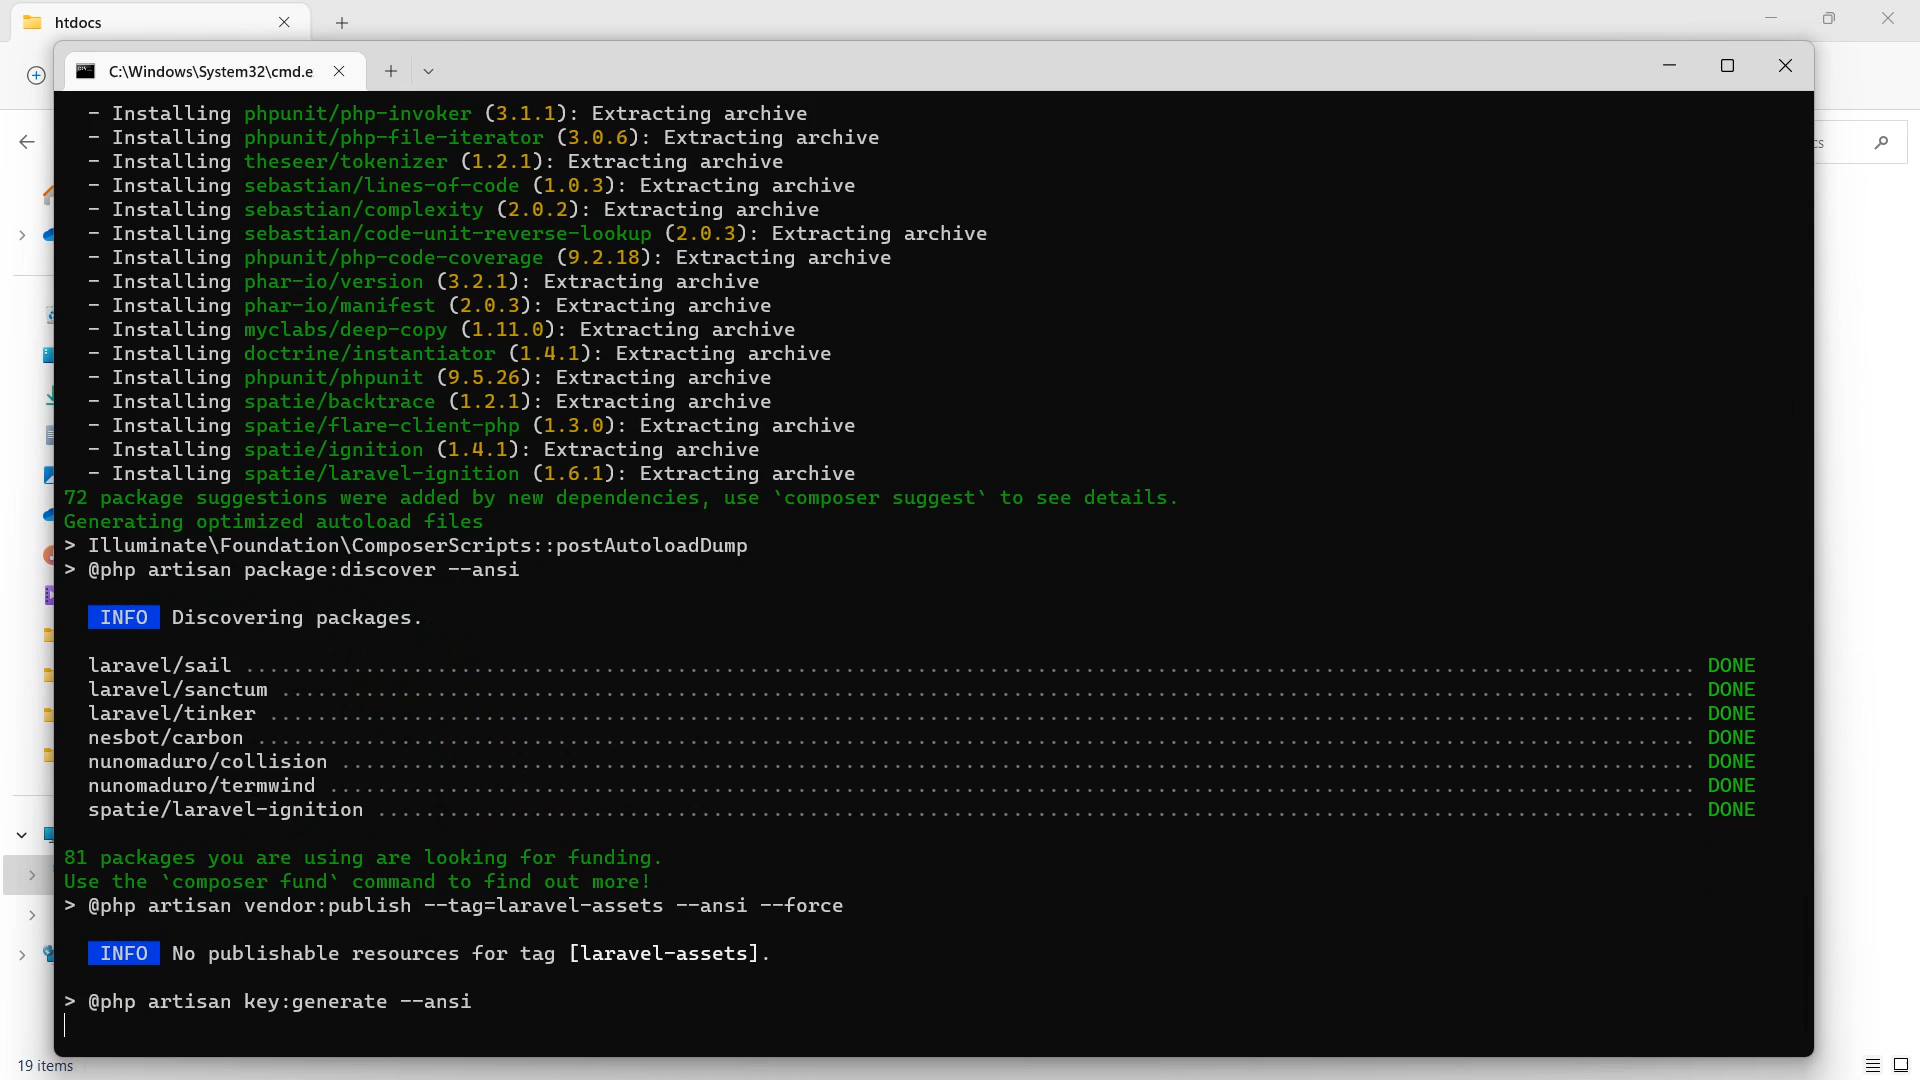 htdocs
C:\Windows\System32\cmd.e
- Installing phpunit/php-invoker (3.1.1): Extracting archive
- Installing phpunit/php-file-iterator (3.0.6): Extracting archive
- Installing theseer/tokenizer (1.2.1): Extracting archive
- Installing sebastian/lines-of-code (1.0.3): Extracting archive
- Installing sebastian/complexity (2.0.2): Extracting archive
- Installing sebastian/code-unit-reverse-lookup (2.0.3): Extracting archive
- Installing phpunit/php-code-coverage (9.2.18): Extracting archive
- Installing phar-io/version (3.2.1): Extracting archive
- Installing phar-io/manifest (2.0.3): Extracting archive
- Installing myclabs/deep-copy (1.11.0): Extracting archive
- Installing doctrine/instantiator (1.4.1): Extracting archive
- Installing phpunit/phpunit (9.5.26): Extracting archive
- Installing spatie/backtrace (1.2.1): Extracting archive
- Installing spatie/flare-client-php (1.3.0): Extracting archive
- Installing spatie/ignition (1.4.1): Extracting archive
- Installing spatie/laravel-ignition (1.6.1): Extracting archive
72 package suggestions were added by new dependencies, use `composer suggest` to see details.
Generating optimized autoload files
> Illuminate\Foundation\ComposerScripts::postAutoloadDump
> @php artisan package:discover --ansi
INFO Discovering packages.
laravel/sail ........................................................................................................................ DONE
laravel/sanctum ..................................................................................................................... DONE
laravel/tinker ...................................................................................................................... DONE
nesbot/carbon ....................................................................................................................... DONE
nunomaduro/collision ................................................................................................................ DONE
nunomaduro/termwind ................................................................................................................. DONE
spatie/laravel-ignition ............................................................................................................. DONE
81 packages you are using are looking for funding.
Use the `composer fund` command to find out more!
> @php artisan vendor:publish --tag=laravel-assets --ansi --force
INFO No publishable resources for tag [laravel-assets].
> @php artisan key:generate --ansi
cs
19 items